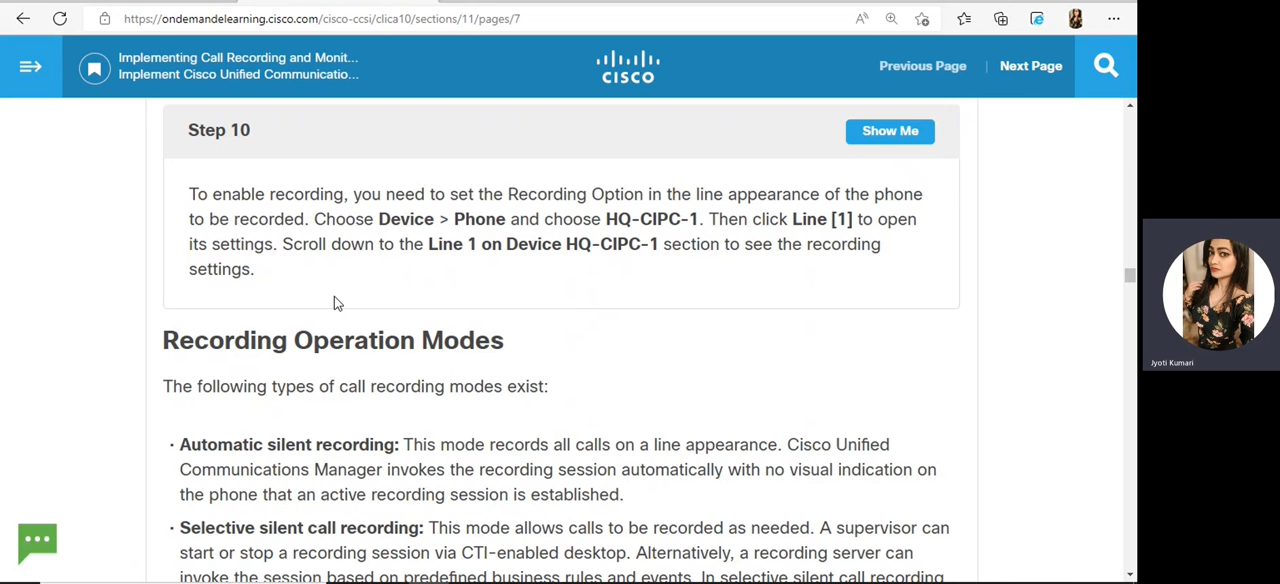 https://ondemandelearning.cisco.com/cisco-ccsi/clica10/sections/11/pages/7
Implementing Call Recording and Monit...
Implement Cisco Unified Communicatio...
CISCO
Previous Page | Next Page
Step 10
Show Me
To enable recording, you need to set the Recording Option in the line appearance of the phone
to be recorded. Choose Device > Phone and choose HQ-CIPC-1. Then click Line [1] to open
its settings. Scroll down to the Line 1 on Device HQ-CIPC-1 section to see the recording
settings.
Jyoti Kumari
Recording Operation Modes
The following types of call recording modes exist:
· Automatic silent recording: This mode records all calls on a line appearance. Cisco Unified
Communications Manager invokes the recording session automatically with no visual indication on
the phone that an active recording session is established.
· Selective silent call recording: This mode allows calls to be recorded as needed. A supervisor can
start or stop a recording session via CTI-enabled desktop. Alternatively, a recording server can
invoke the session based on predefined business rules and events. In selective silent call recording